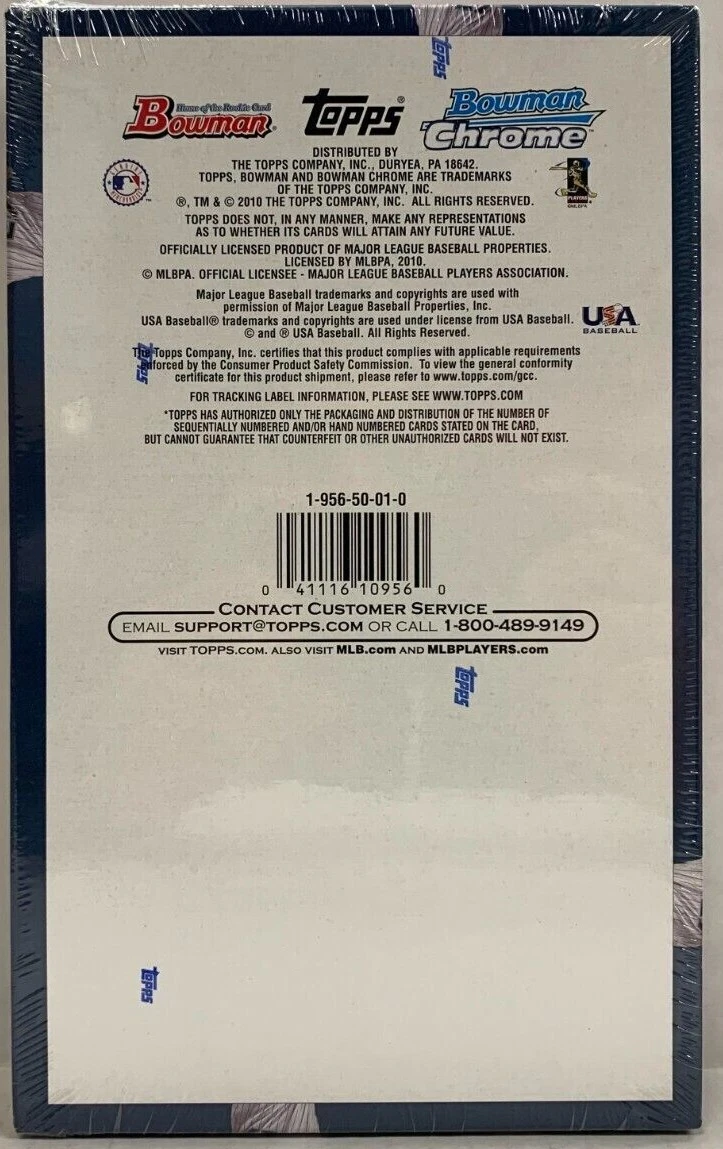 Topps
Home of the Rookie Card
Bowman
Topps®
Bowman
Chrome™
DISTRIBUTED BY
THE TOPPS COMPANY, INC., DURYEA, PA 18642.
TOPPS, BOWMAN AND BOWMAN CHROME ARE TRADEMARKS
OF THE TOPPS COMPANY, INC.
®, TM & © 2010 THE TOPPS COMPANY, INC. ALL RIGHTS RESERVED.
TOPPS DOES NOT, IN ANY MANNER, MAKE ANY REPRESENTATIONS
AS TO WHETHER ITS CARDS WILL ATTAIN ANY FUTURE VALUE.
OFFICIALLY LICENSED PRODUCT OF MAJOR LEAGUE BASEBALL PROPERTIES.
LICENSED BY MLBPA, 2010.
© MLBPA. OFFICIAL LICENSEE - MAJOR LEAGUE BASEBALL PLAYERS ASSOCIATION.
Major League Baseball trademarks and copyrights are used with
permission of Major League Baseball Properties, Inc.
USA Baseball® trademarks and copyrights are used under license from USA Baseball.
© and ® USA Baseball. All Rights Reserved.
USA
BASEBALL
The Topps Company, Inc. certifies that this product complies with applicable requirements
enforced by the Consumer Product Safety Commission. To view the general conformity
certificate for this product shipment, please refer to www.topps.com/gcc.
Topps
FOR TRACKING LABEL INFORMATION, PLEASE SEE WWW.TOPPS.COM
*TOPPS HAS AUTHORIZED ONLY THE PACKAGING AND DISTRIBUTION OF THE NUMBER OF
SEQUENTIALLY NUMBERED AND/OR HAND NUMBERED CARDS STATED ON THE CARD,
BUT CANNOT GUARANTEE THAT COUNTERFEIT OR OTHER UNAUTHORIZED CARDS WILL NOT EXIST.
1-956-50-01-0
0 41116 10956 0
CONTACT CUSTOMER SERVICE
EMAIL SUPPORT@TOPPS.COM OR CALL 1-800-489-9149
VISIT TOPPS.COM. ALSO VISIT MLB.com AND MLBPLAYERS.com
Topps
Topps